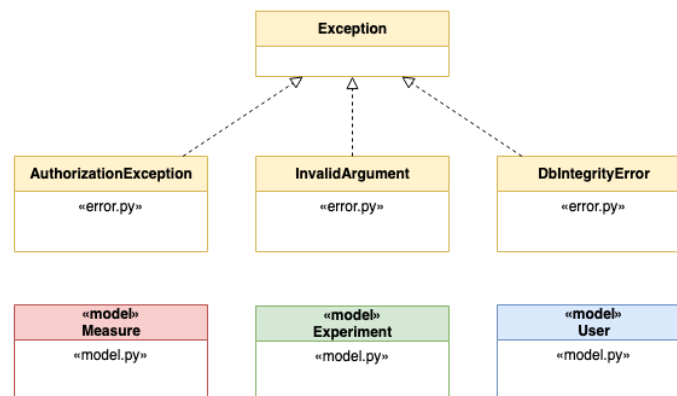 Exception
AuthorizationException
InvalidArgument
DbIntegrityError
«error.py»
«error.py»
«error.py»
«model»
Measure
«model»
Experiment
«model»
User
«model.py»
«model.py»
«model.py»